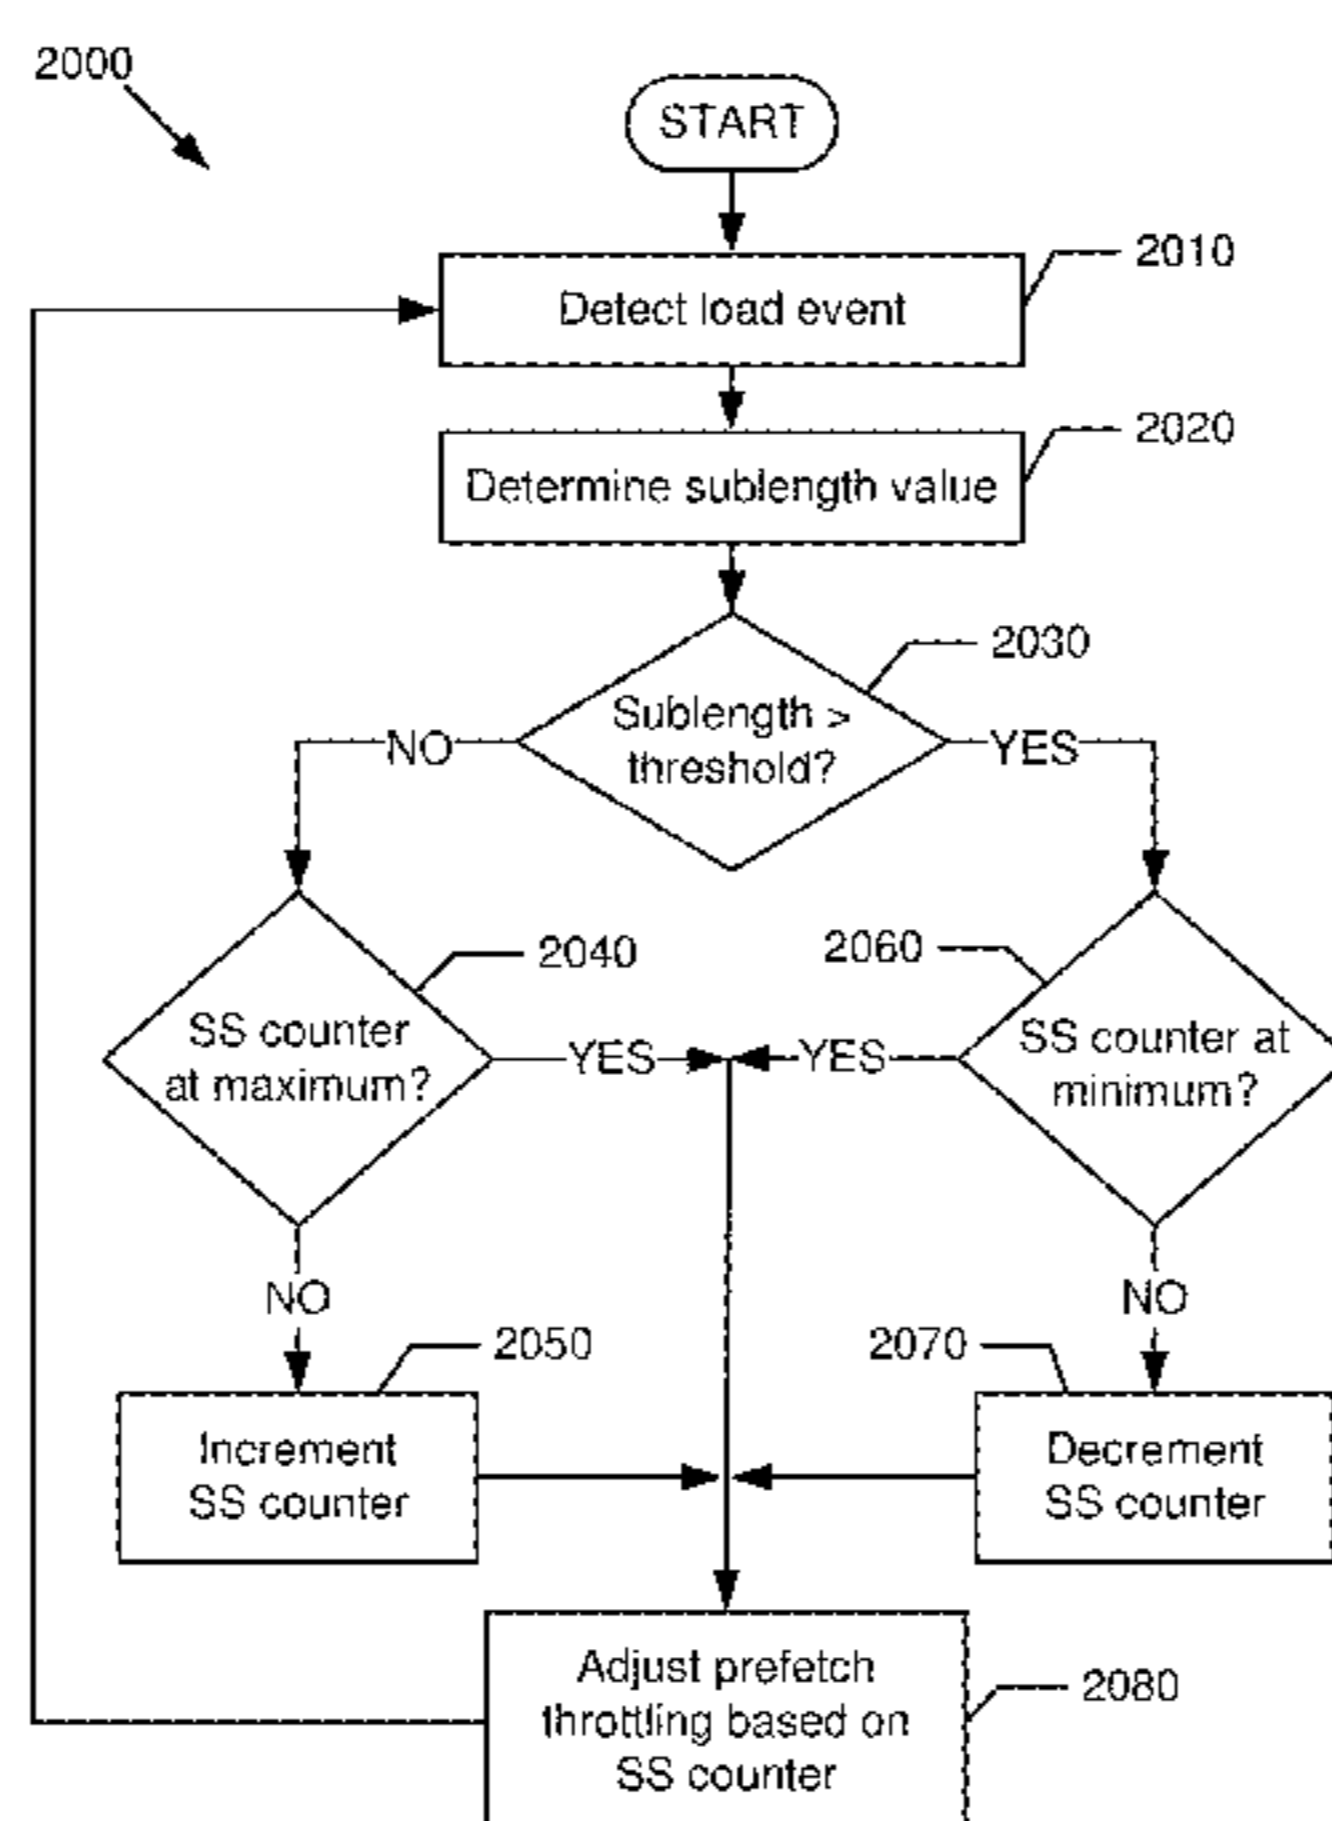 2000
START
2010
Detect load event
2020
Determine sublength value
2030
Sublength >
threshold?
NO
YES
2040
2060
SS counter
at maximum?
YES
YES
SS counter at
minimum?
NO
NO
2050
2070
Increment
SS counter
Decrement
SS counter
Adjust prefetch
throttling based on
SS counter
2080